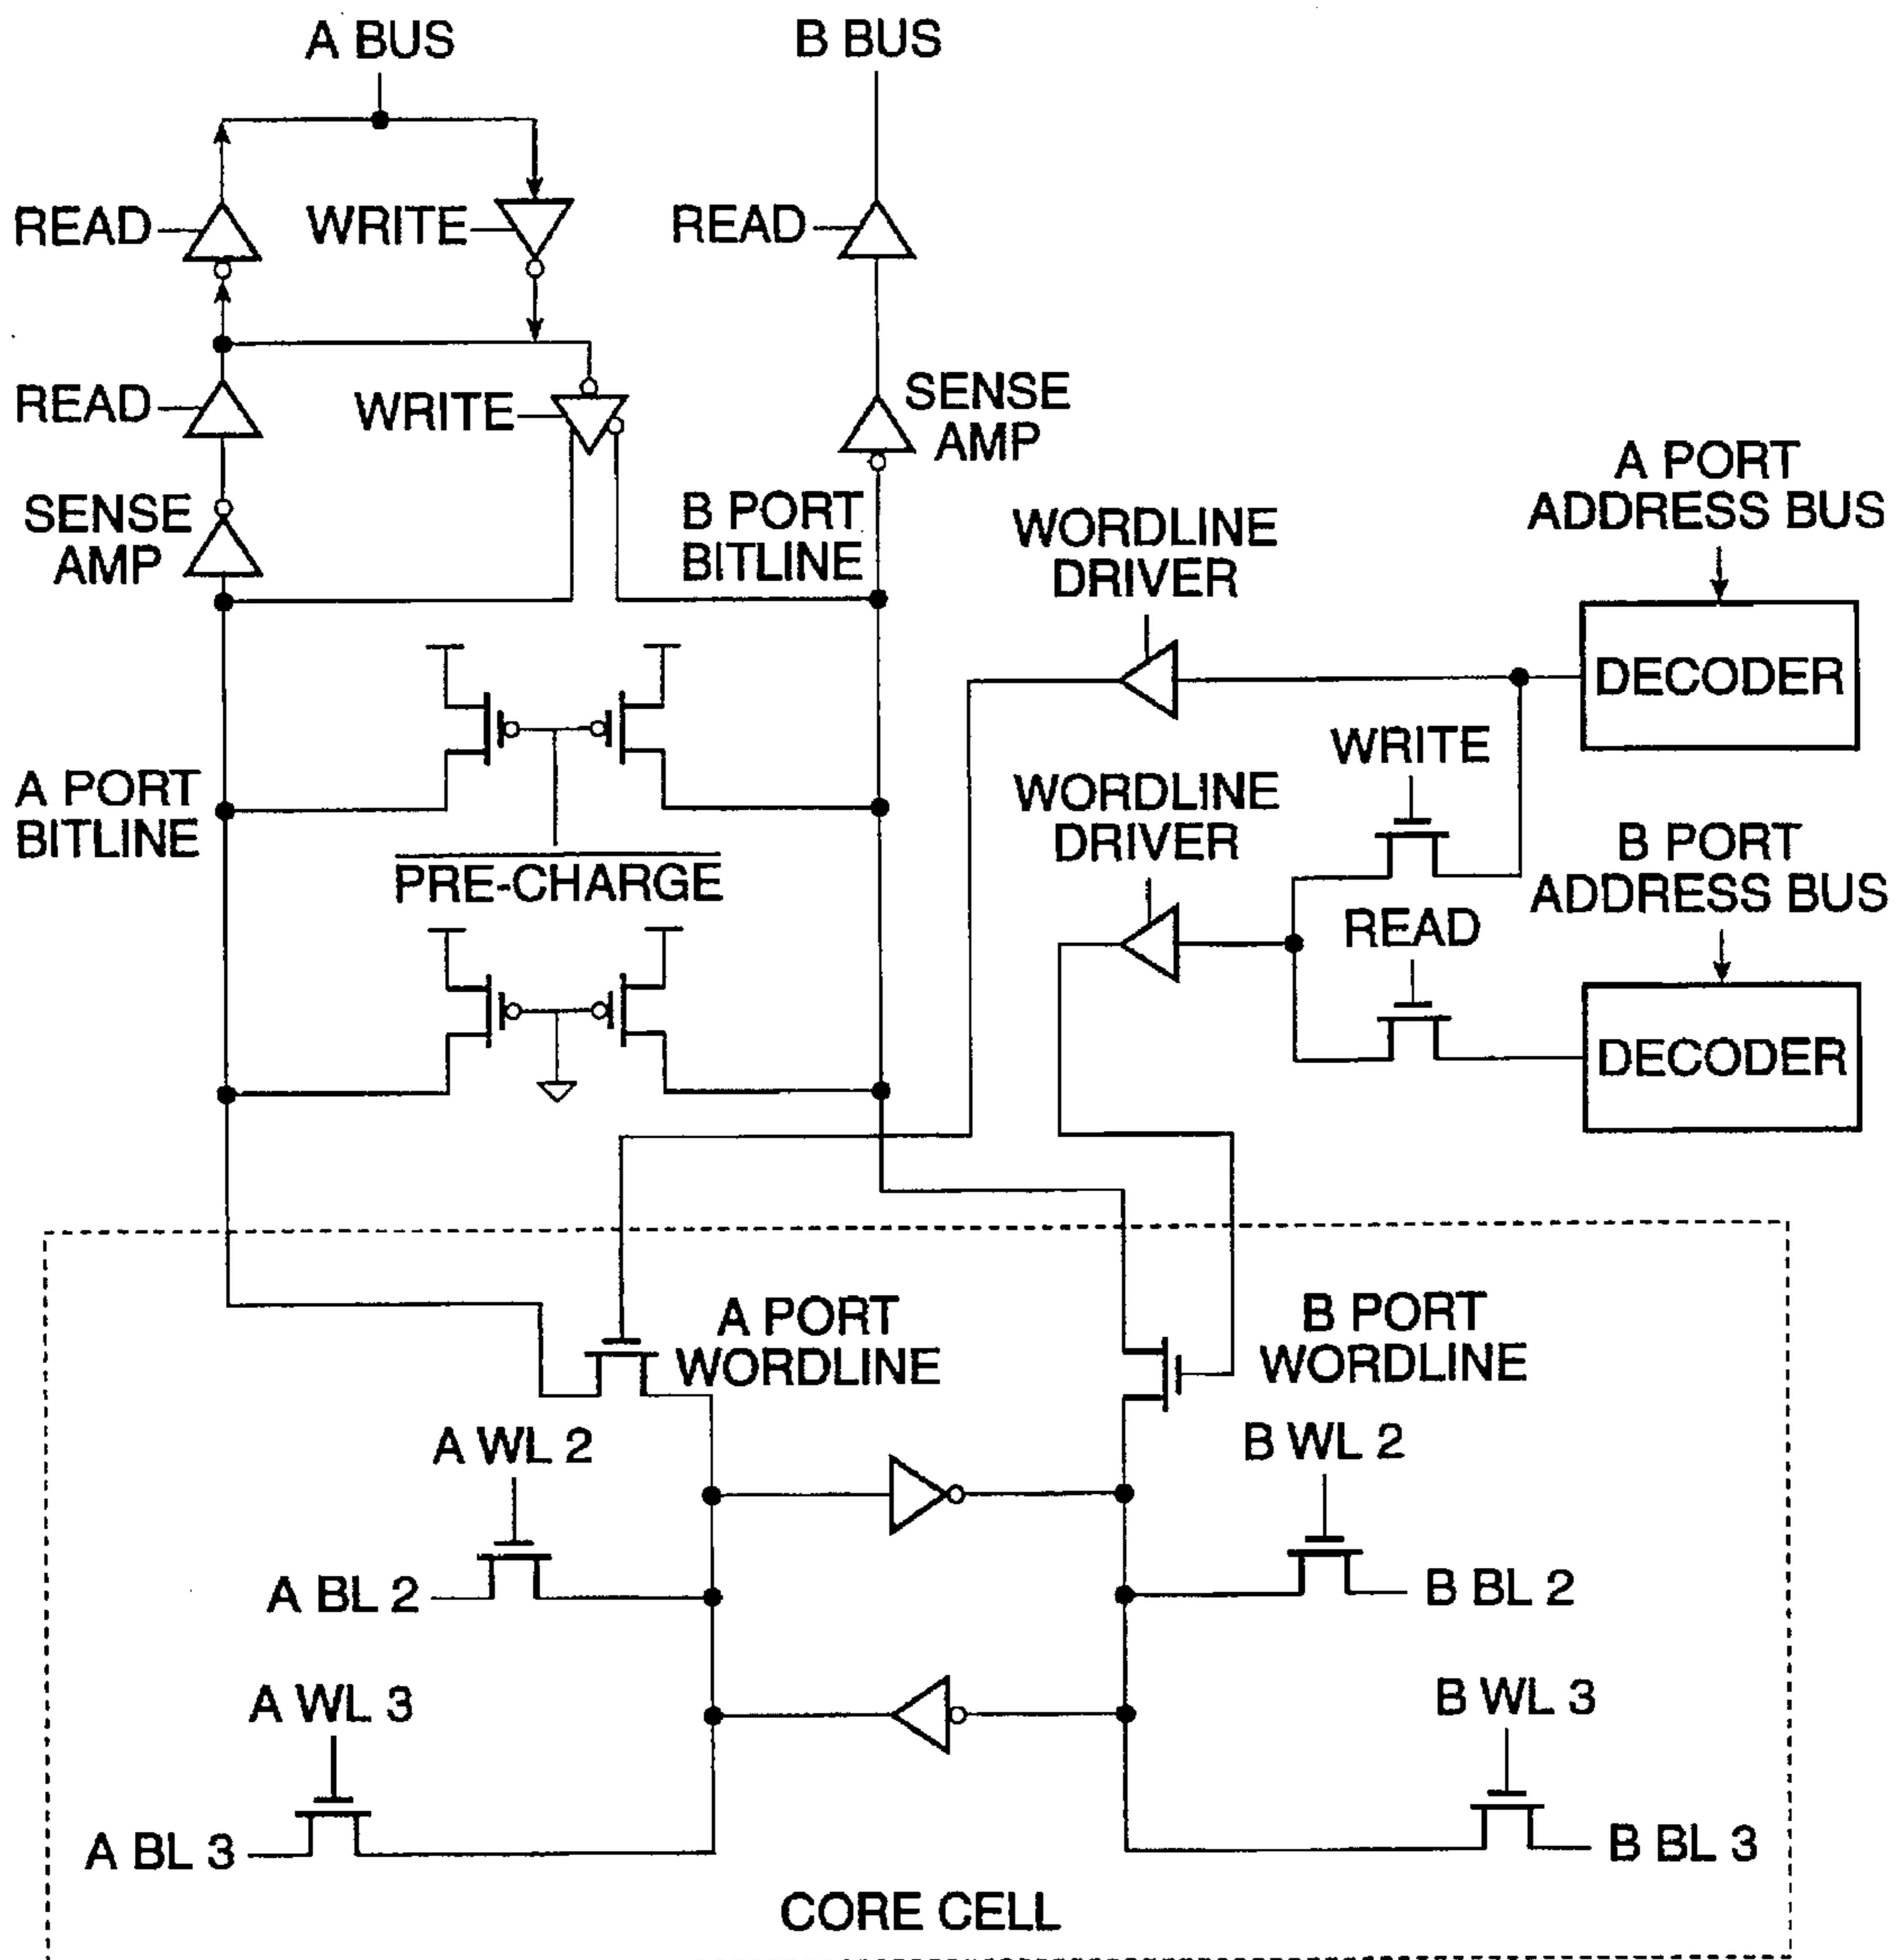 A BUS
B BUS
READ
WRITE
READ
READ
WRITE
SENSE
AMP
SENSE
AMP
B PORT
BITLINE
WORDLINE
DRIVER
A PORT
ADDRESS BUS
DECODER
WRITE
A PORT
BITLINE
PRE-CHARGE
WORDLINE
DRIVER
B PORT
ADDRESS BUS
READ
DECODER
A PORT
WORDLINE
B PORT
WORDLINE
A WL 2
B WL 2
A BL 2
B BL 2
A WL 3
B WL 3
A BL 3
B BL 3
CORE CELL